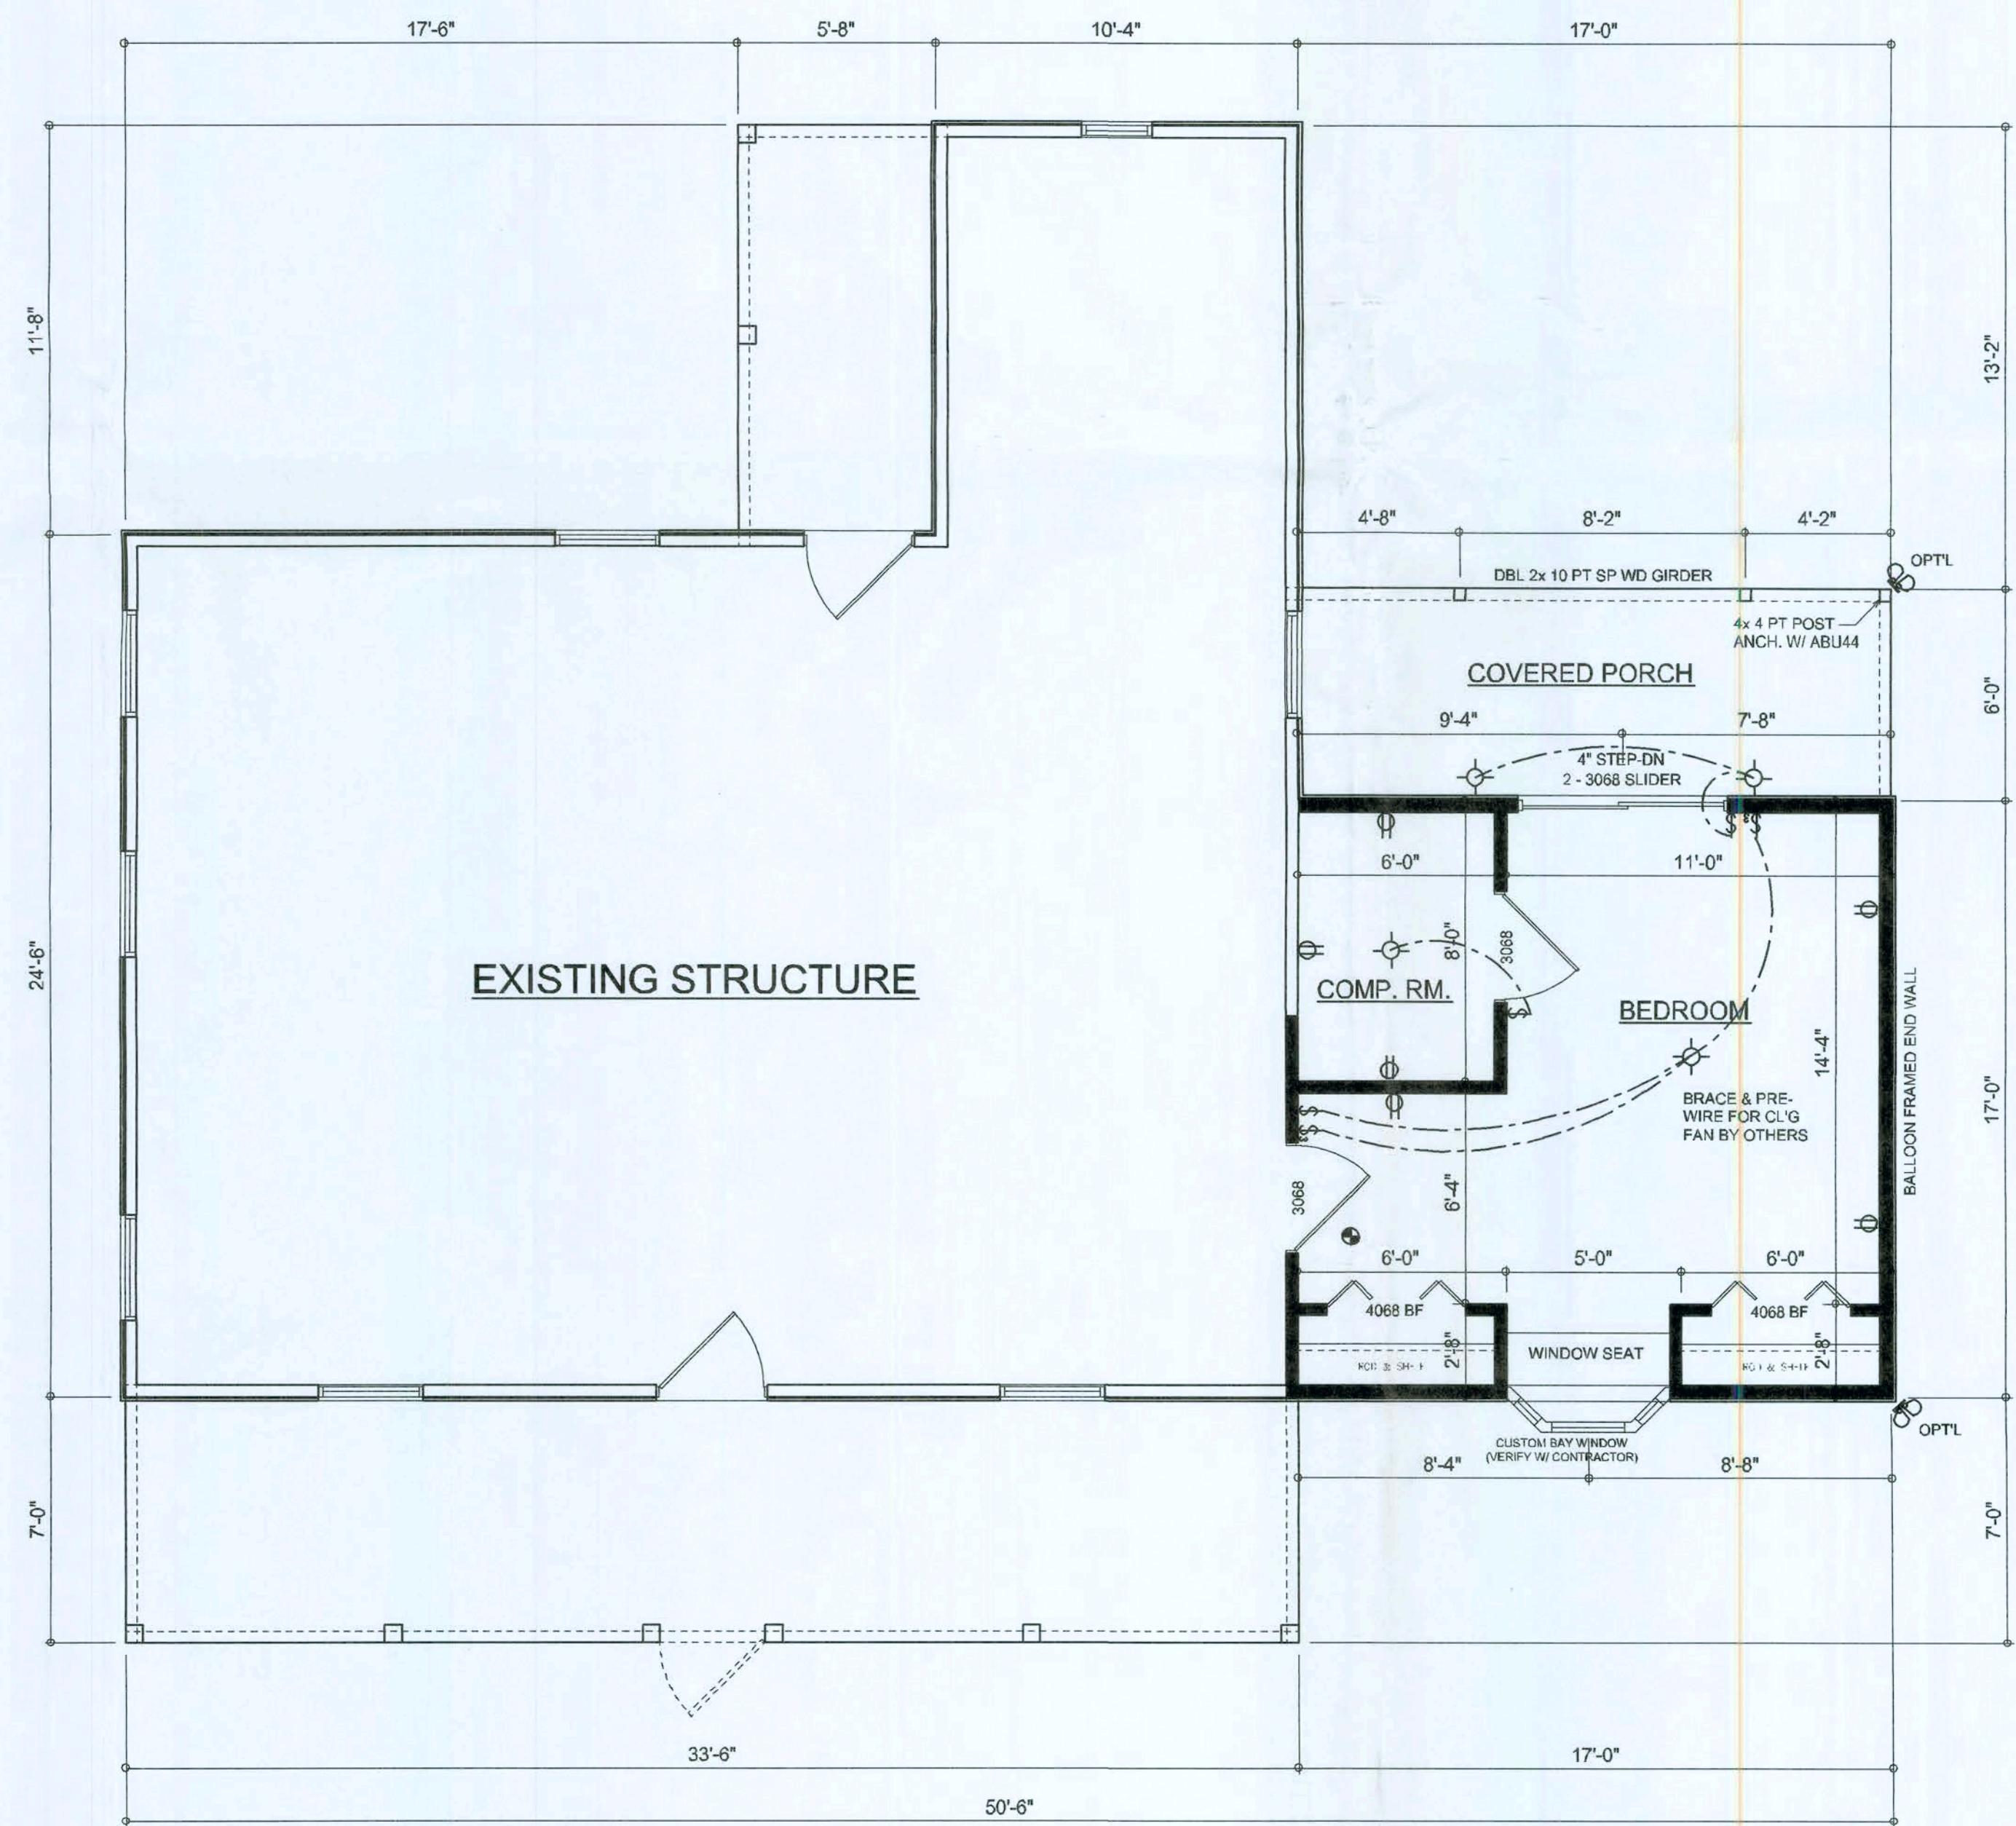 17'-6"
5'-8"
10'-4"
17'-0"
11'-8"
13'-2"
4'-8"
8'-2"
4'-2"
OPT'L
DBL 2x 10 PT SP WD GIRDER
4x 4 PT POST
ANCH. W/ ABU44
COVERED PORCH
6'-0"
9'-4"
7'-8"
4" STEP-DN
2 - 3068 SLIDER
6'-0"
11'-0"
24'-6"
EXISTING STRUCTURE
8'-0"
3068
COMP. RM.
BEDROOM
14'-4"
BALLOON FRAMED END WALL
17'-0"
BRACE & PRE-
WIRE FOR CL'G
FAN BY OTHERS
3068
6'-4"
6'-0"
5'-0"
6'-0"
4068 BF
4068 BF
2'-8"
WINDOW SEAT
2'-8"
OPT'L
CUSTOM BAY WINDOW
(VERIFY W/ CONTRACTOR)
8'-4"
8'-8"
7'-0"
7'-0"
33'-6"
17'-0"
50'-6"